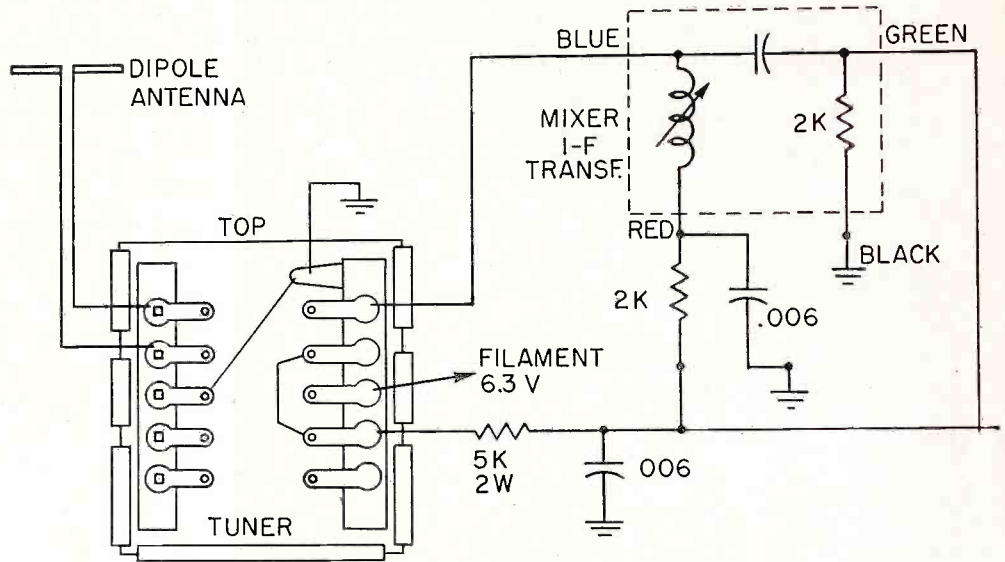 DIPOLE
ANTENNA
BLUE
GREEN
MIXER
I-F
TRANSF.
2K
RED
BLACK
2K
.006
TOP
FILAMENT
6.3 V
5K
2W
006
TUNER